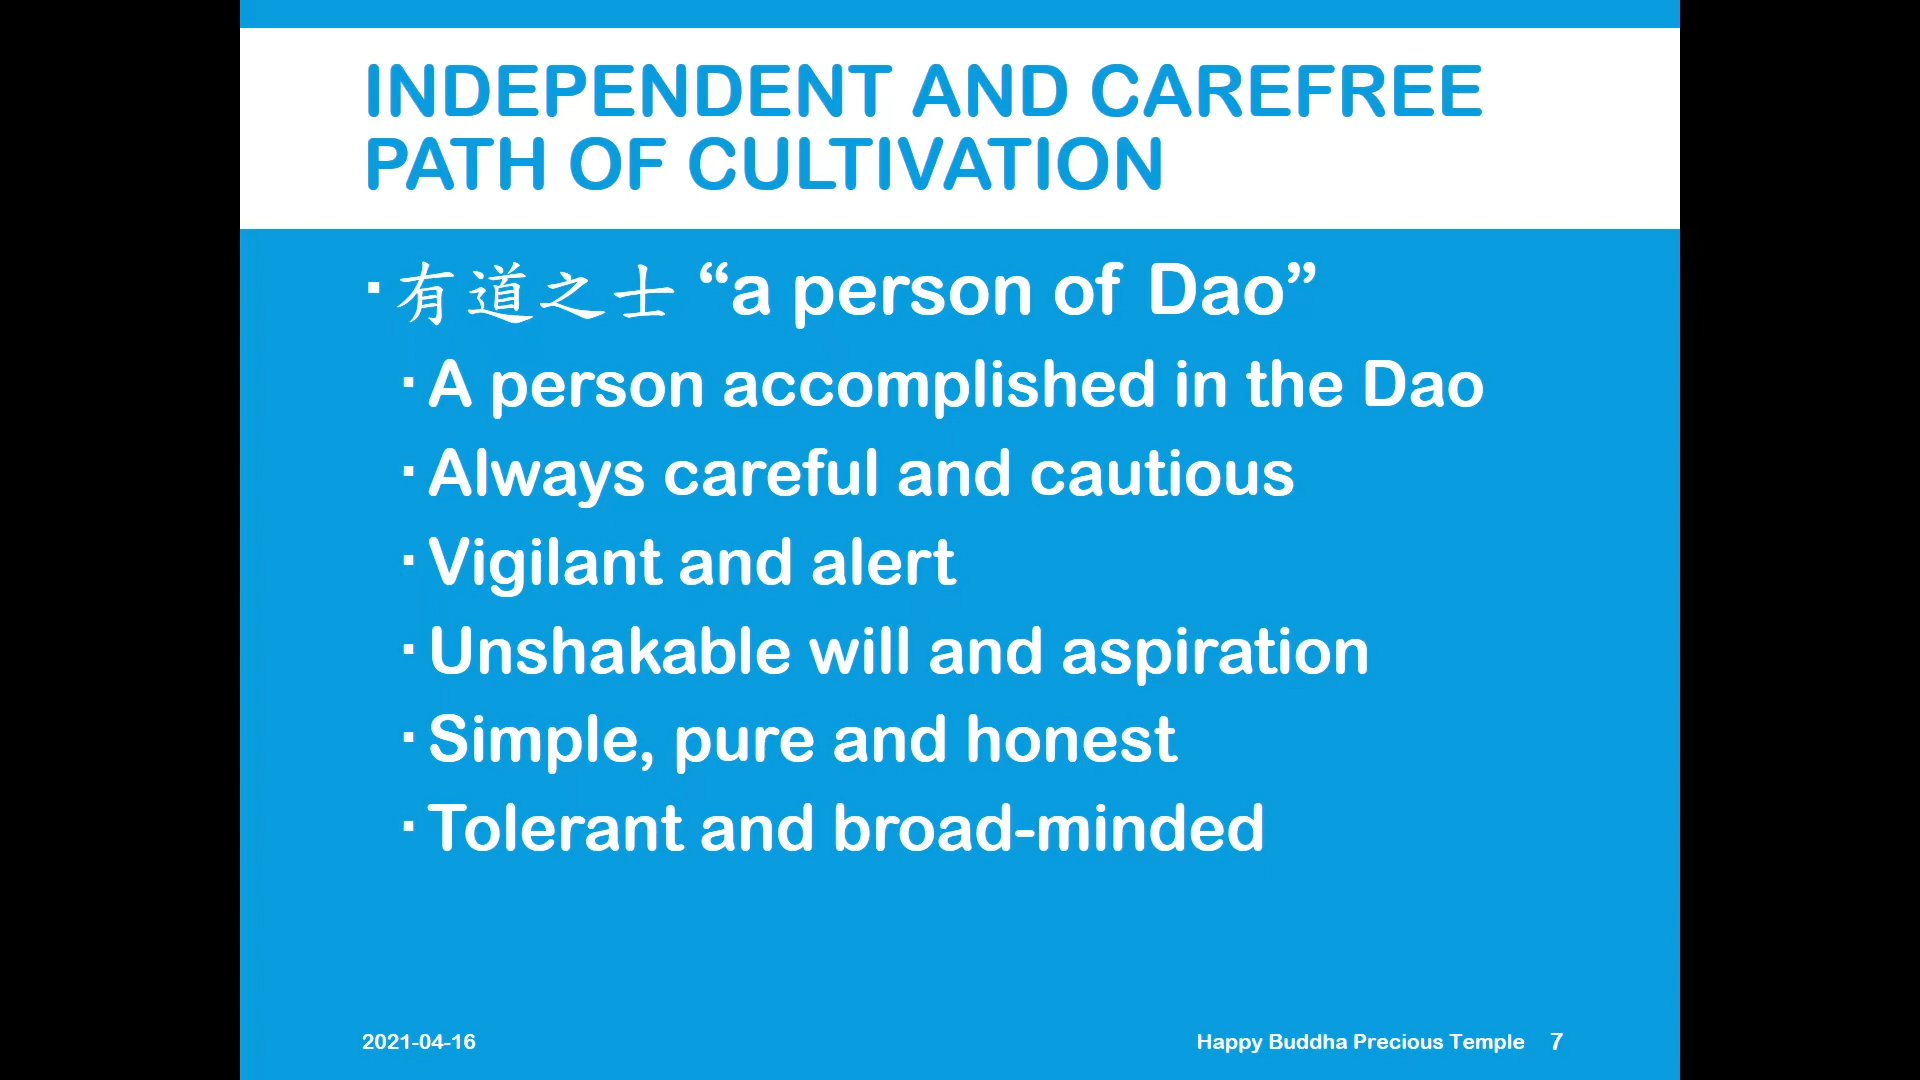 INDEPENDENT AND CAREFREE
PATH OF CULTIVATION
▪ 有道之士 “a person of Dao”
▪ A person accomplished in the Dao
▪ Always careful and cautious
▪ Vigilant and alert
▪ Unshakable will and aspiration
▪ Simple, pure and honest
▪ Tolerant and broad-minded
2021-04-16
Happy Buddha Precious Temple 7